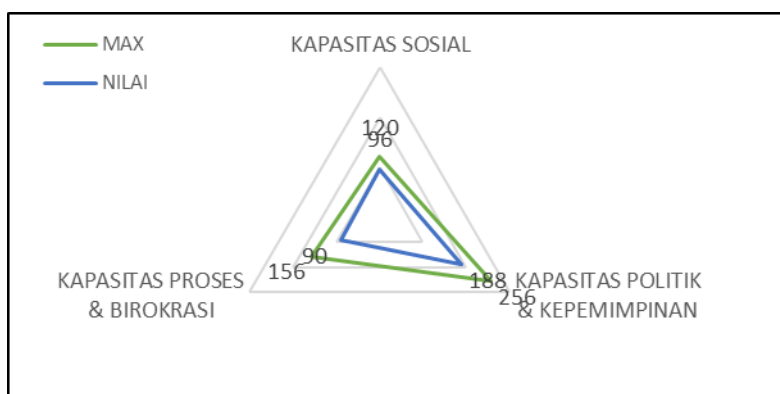 MAX
NILAI
KAPASITAS SOSIAL
120
96
KAPASITAS PROSES
& BIROKRASI
90
156
188
256
KAPASITAS POLITIK
& KEPEMIMPINAN